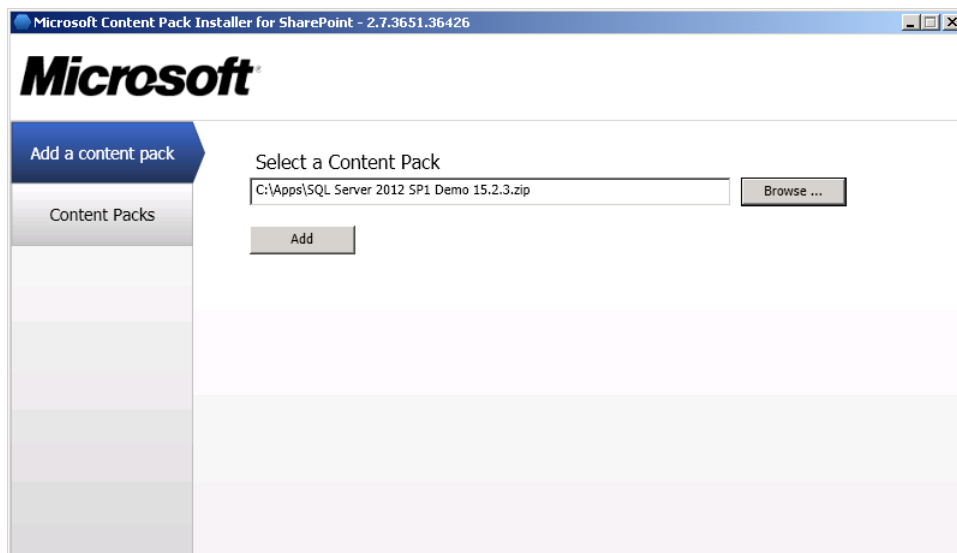 Microsoft Content Pack Installer for SharePoint - 2.7.3651.36426
Microsoft®
Add a content pack
Content Packs
Select a Content Pack
C:\Apps\SQL Server 2012 SP1 Demo 15.2.3.zip
Browse ...
Add